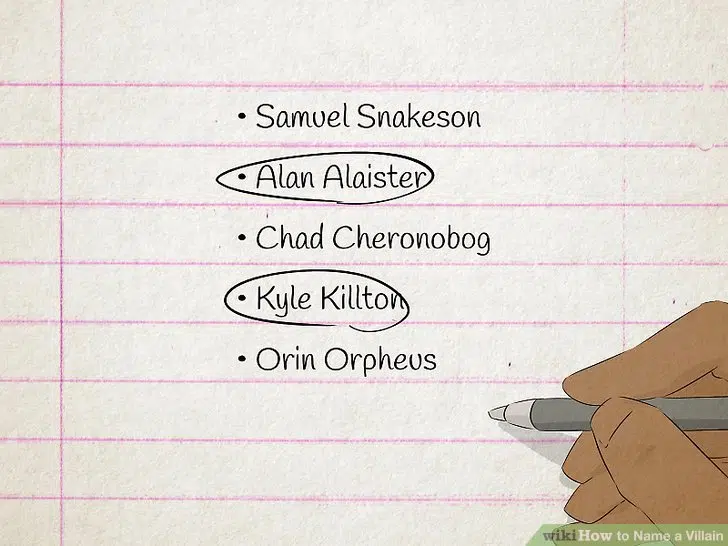 • Samuel Snakeson
• Alan Alaister
• Chad Cheronobog
• Kyle Killton
• Orin Orpheus
wikiHow to Name a Villain